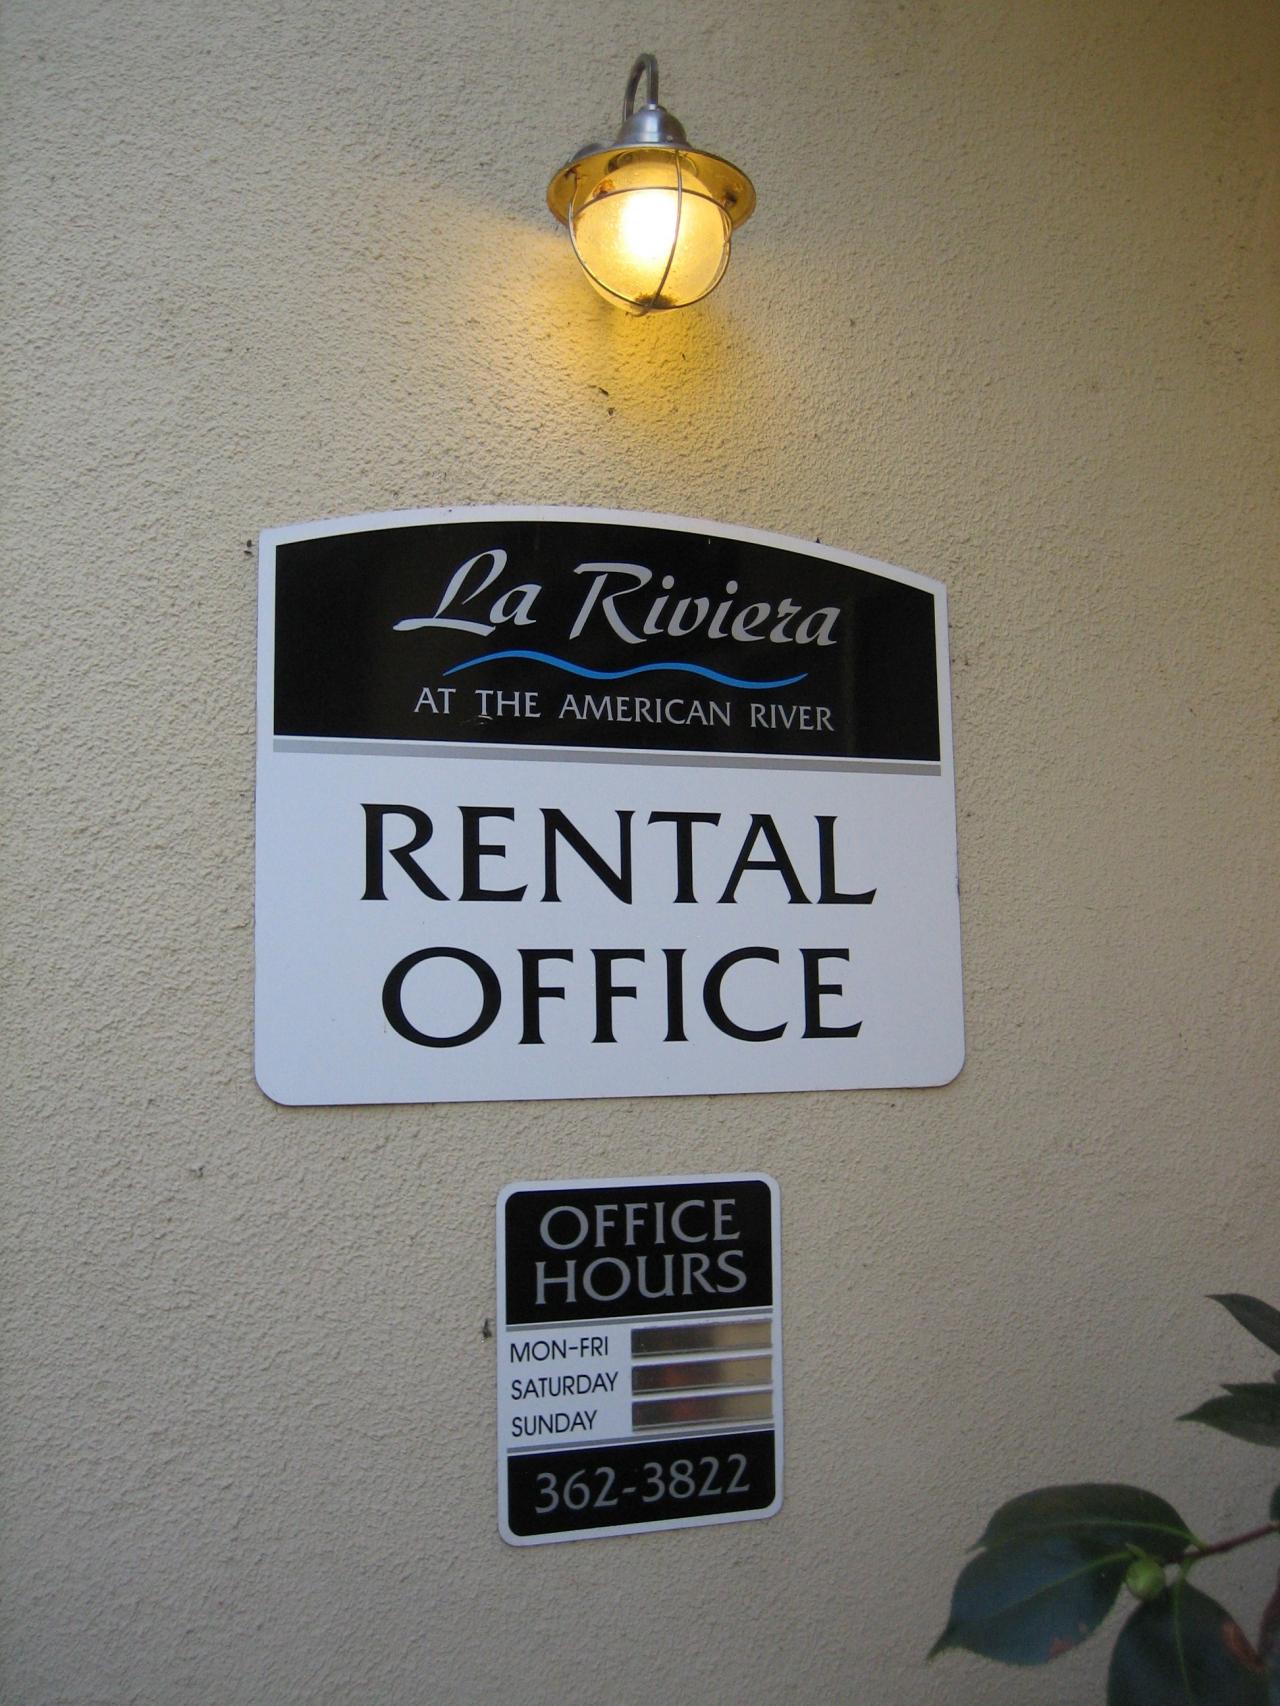 La Riviera
AT THE AMERICAN RIVER
RENTAL
OFFICE
OFFICE
HOURS
MON-FRI
SATURDAY
SUNDAY
362-3822